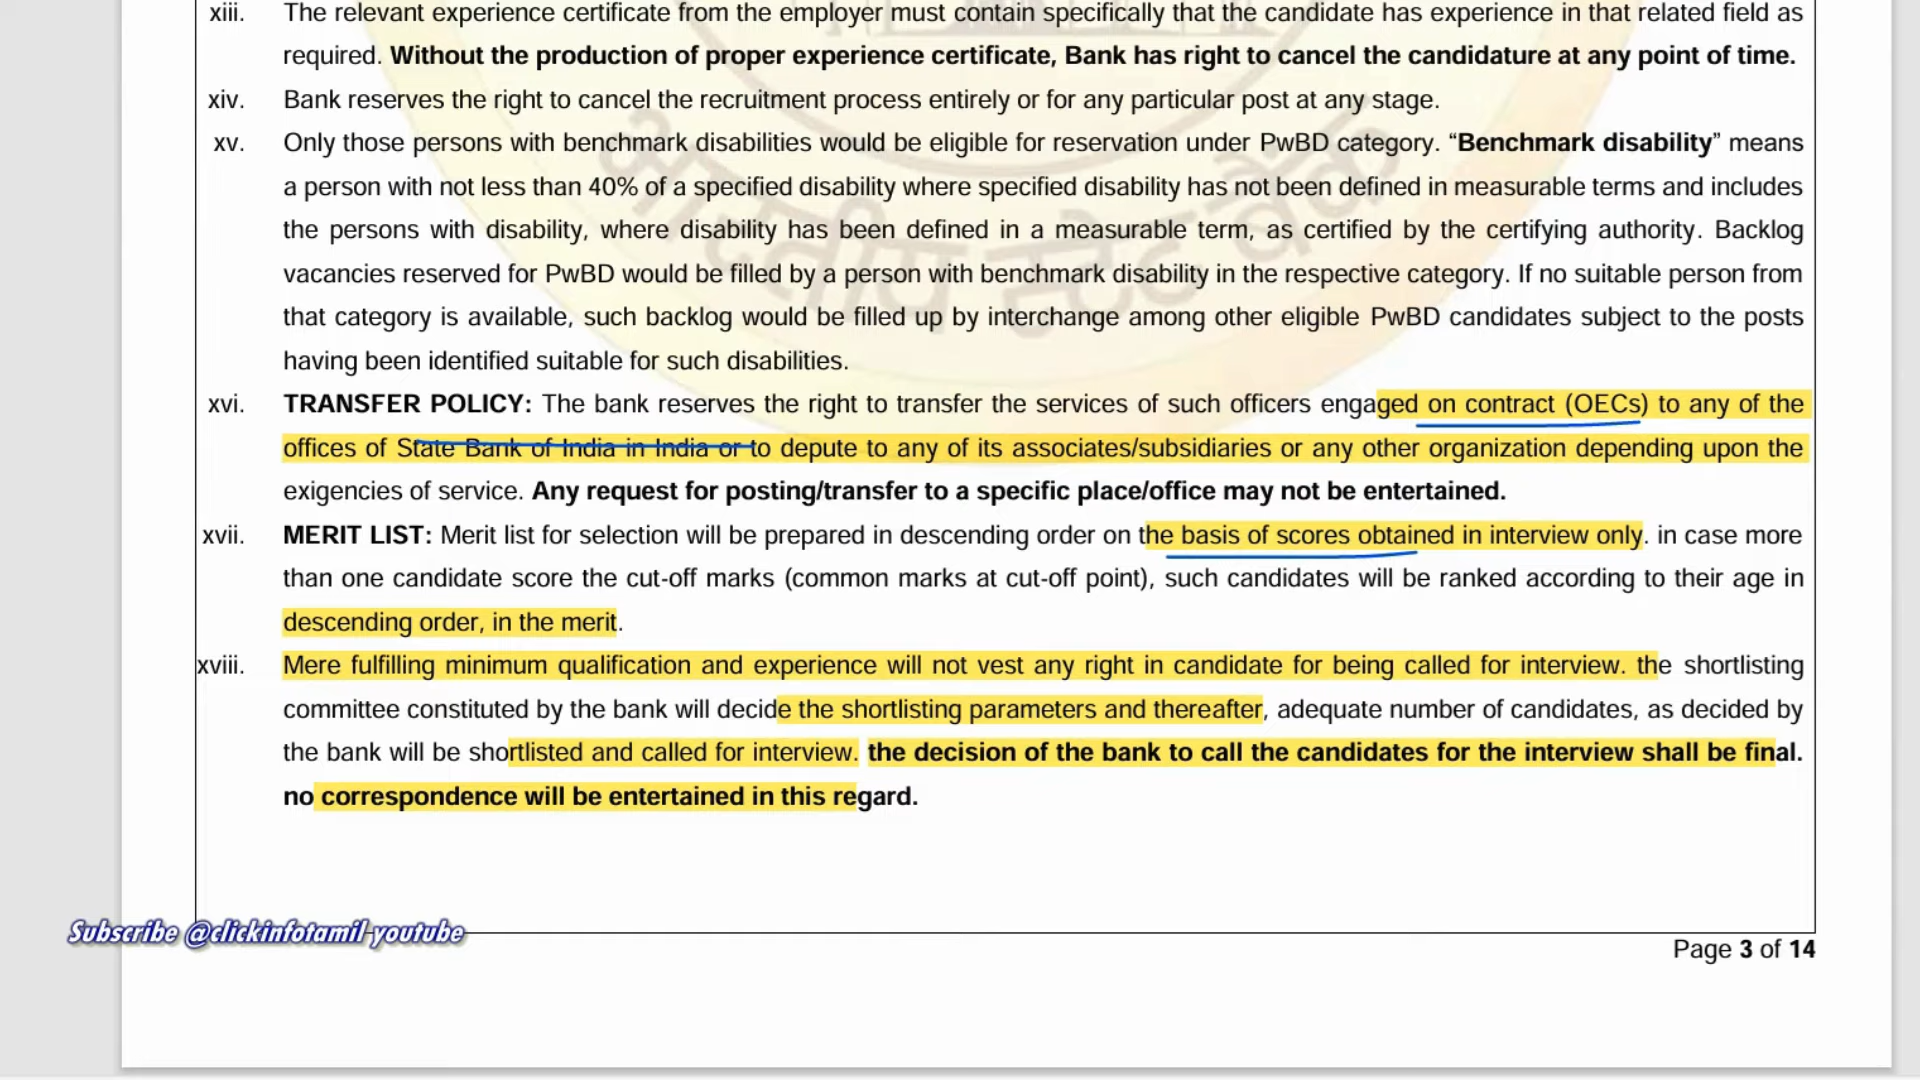 xiii. The relevant experience certificate from the employer must contain specifically that the candidate has experience in that related field as
required. Without the production of proper experience certificate, Bank has right to cancel the candidature at any point of time.
xiv. Bank reserves the right to cancel the recruitment process entirely or for any particular post at any stage.
xv. Only those persons with benchmark disabilities would be eligible for reservation under PwBD category. “Benchmark disability” means
a person with not less than 40% of a specified disability where specified disability has not been defined in measurable terms and includes
the persons with disability, where disability has been defined in a measurable term, as certified by the certifying authority. Backlog
vacancies reserved for PwBD would be filled by a person with benchmark disability in the respective category. If no suitable person from
that category is available, such backlog would be filled up by interchange among other eligible PwBD candidates subject to the posts
having been identified suitable for such disabilities.
xvi. TRANSFER POLICY: The bank reserves the right to transfer the services of such officers engaged on contract (OECs) to any of the
offices of State Bank of India in India or to depute to any of its associates/subsidiaries or any other organization depending upon the
exigencies of service. Any request for posting/transfer to a specific place/office may not be entertained.
xvii. MERIT LIST: Merit list for selection will be prepared in descending order on the basis of scores obtained in interview only. in case more
than one candidate score the cut-off marks (common marks at cut-off point), such candidates will be ranked according to their age in
descending order, in the merit.
xviii. Mere fulfilling minimum qualification and experience will not vest any right in candidate for being called for interview. the shortlisting
committee constituted by the bank will decide the shortlisting parameters and thereafter, adequate number of candidates, as decided by
the bank will be shortlisted and called for interview. the decision of the bank to call the candidates for the interview shall be final.
no correspondence will be entertained in this regard.
भारतीय स्टेट बैंक
Subscribe @clickinfotamil youtube
Page 3 of 14